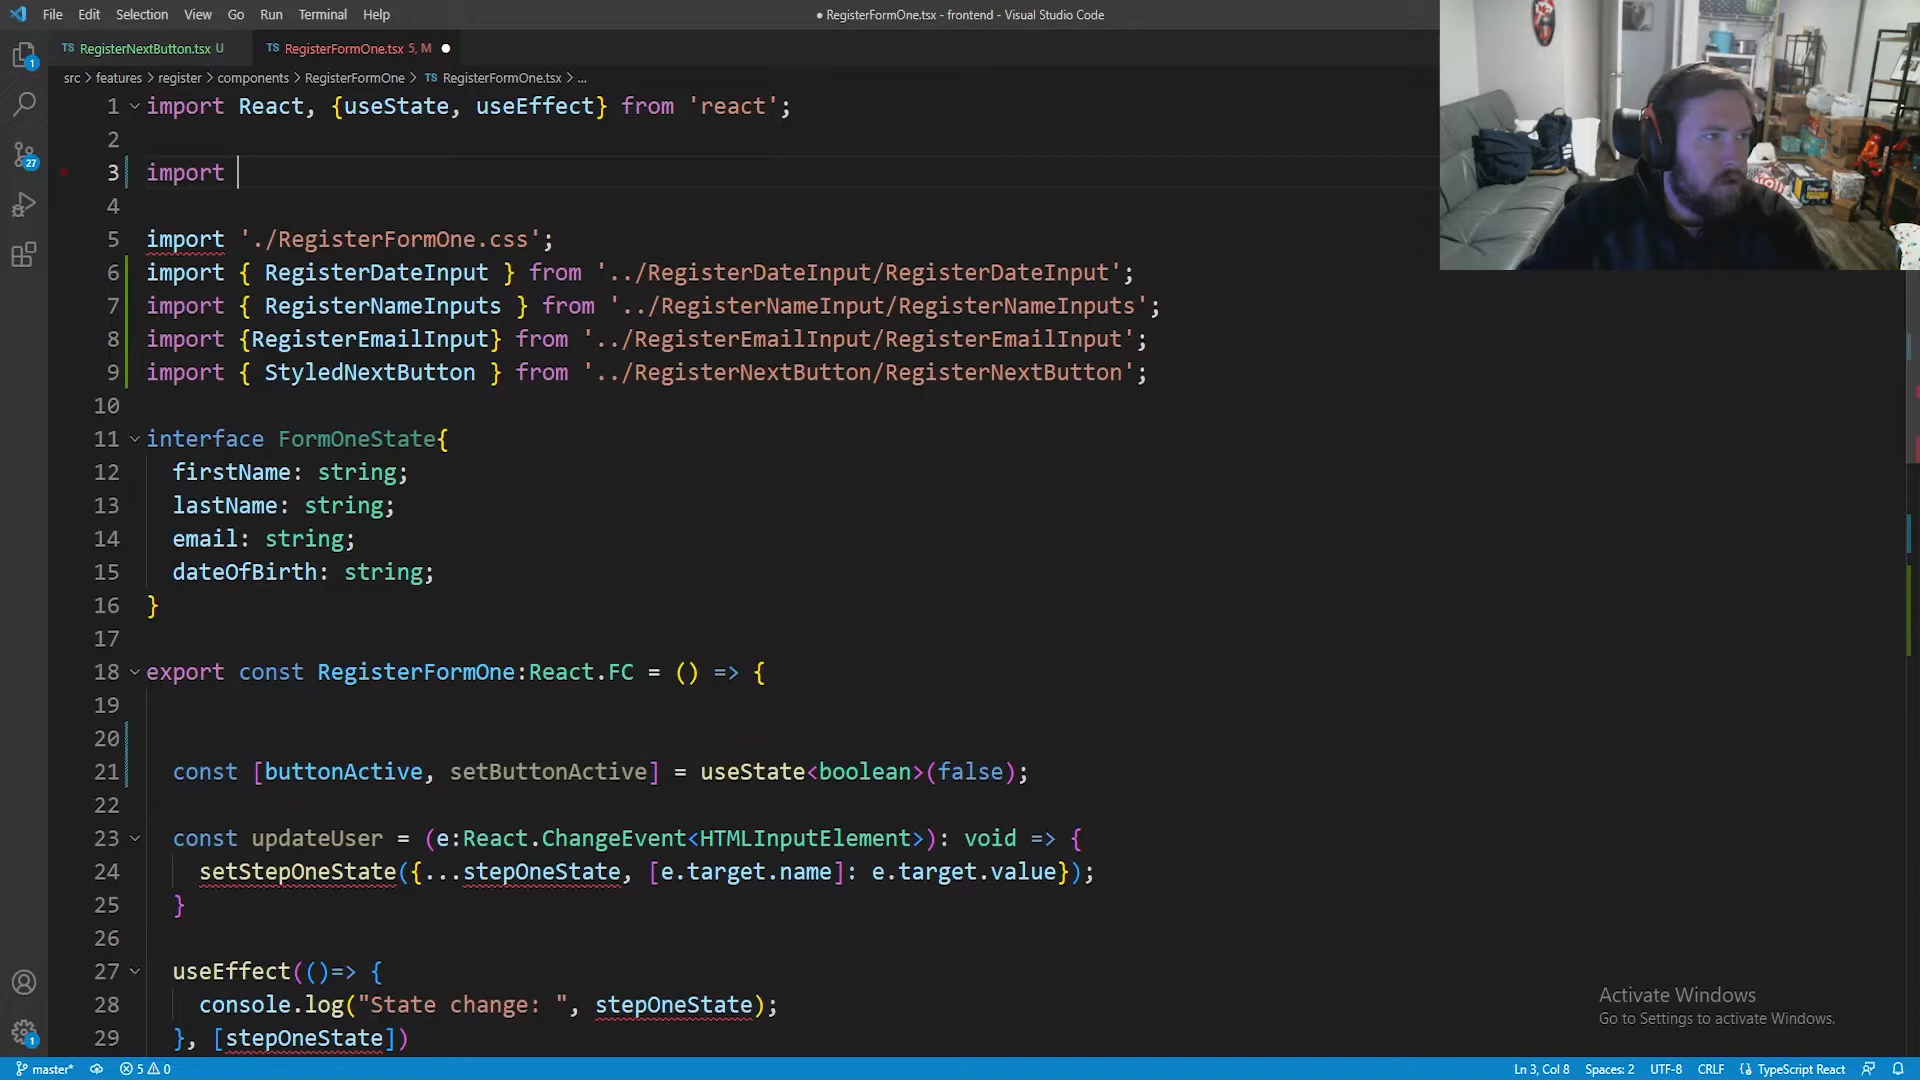 File Edit Selection View Go Run Terminal Help
● RegisterFormOne.tsx - frontend - Visual Studio Code
TS RegisterNextButton.tsx U
TS RegisterFormOne.tsx 5, M ●
src > features > register > components > RegisterFormOne > TS RegisterFormOne.tsx > ...
1 import React, {useState, useEffect} from 'react';
2
3 import
4
5 import './RegisterFormOne.css';
6 import { RegisterDateInput } from '../RegisterDateInput/RegisterDateInput';
7 import { RegisterNameInputs } from '../RegisterNameInput/RegisterNameInputs';
8 import {RegisterEmailInput} from '../RegisterEmailInput/RegisterEmailInput';
9 import { StyledNextButton } from '../RegisterNextButton/RegisterNextButton';
10
11 interface FormOneState{
12 firstName: string;
13 lastName: string;
14 email: string;
15 dateOfBirth: string;
16 }
17
18 export const RegisterFormOne:React.FC = () => {
19
20
21 const [buttonActive, setButtonActive] = useState<boolean>(false);
22
23 const updateUser = (e:React.ChangeEvent<HTMLInputElement>): void => {
24 setStepOneState({...stepOneState, [e.target.name]: e.target.value});
25 }
26
27 useEffect(()=> {
28 console.log("State change: ", stepOneState);
29 }, [stepOneState])
1
27
1
Activate Windows
Go to Settings to activate Windows.
master* 5 0
Ln 3, Col 8 Spaces: 2 UTF-8 CRLF {} TypeScript React